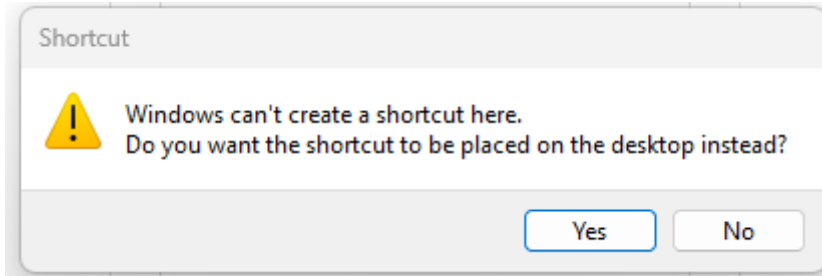 Shortcut
Windows can't create a shortcut here.
Do you want the shortcut to be placed on the desktop instead?
Yes
No